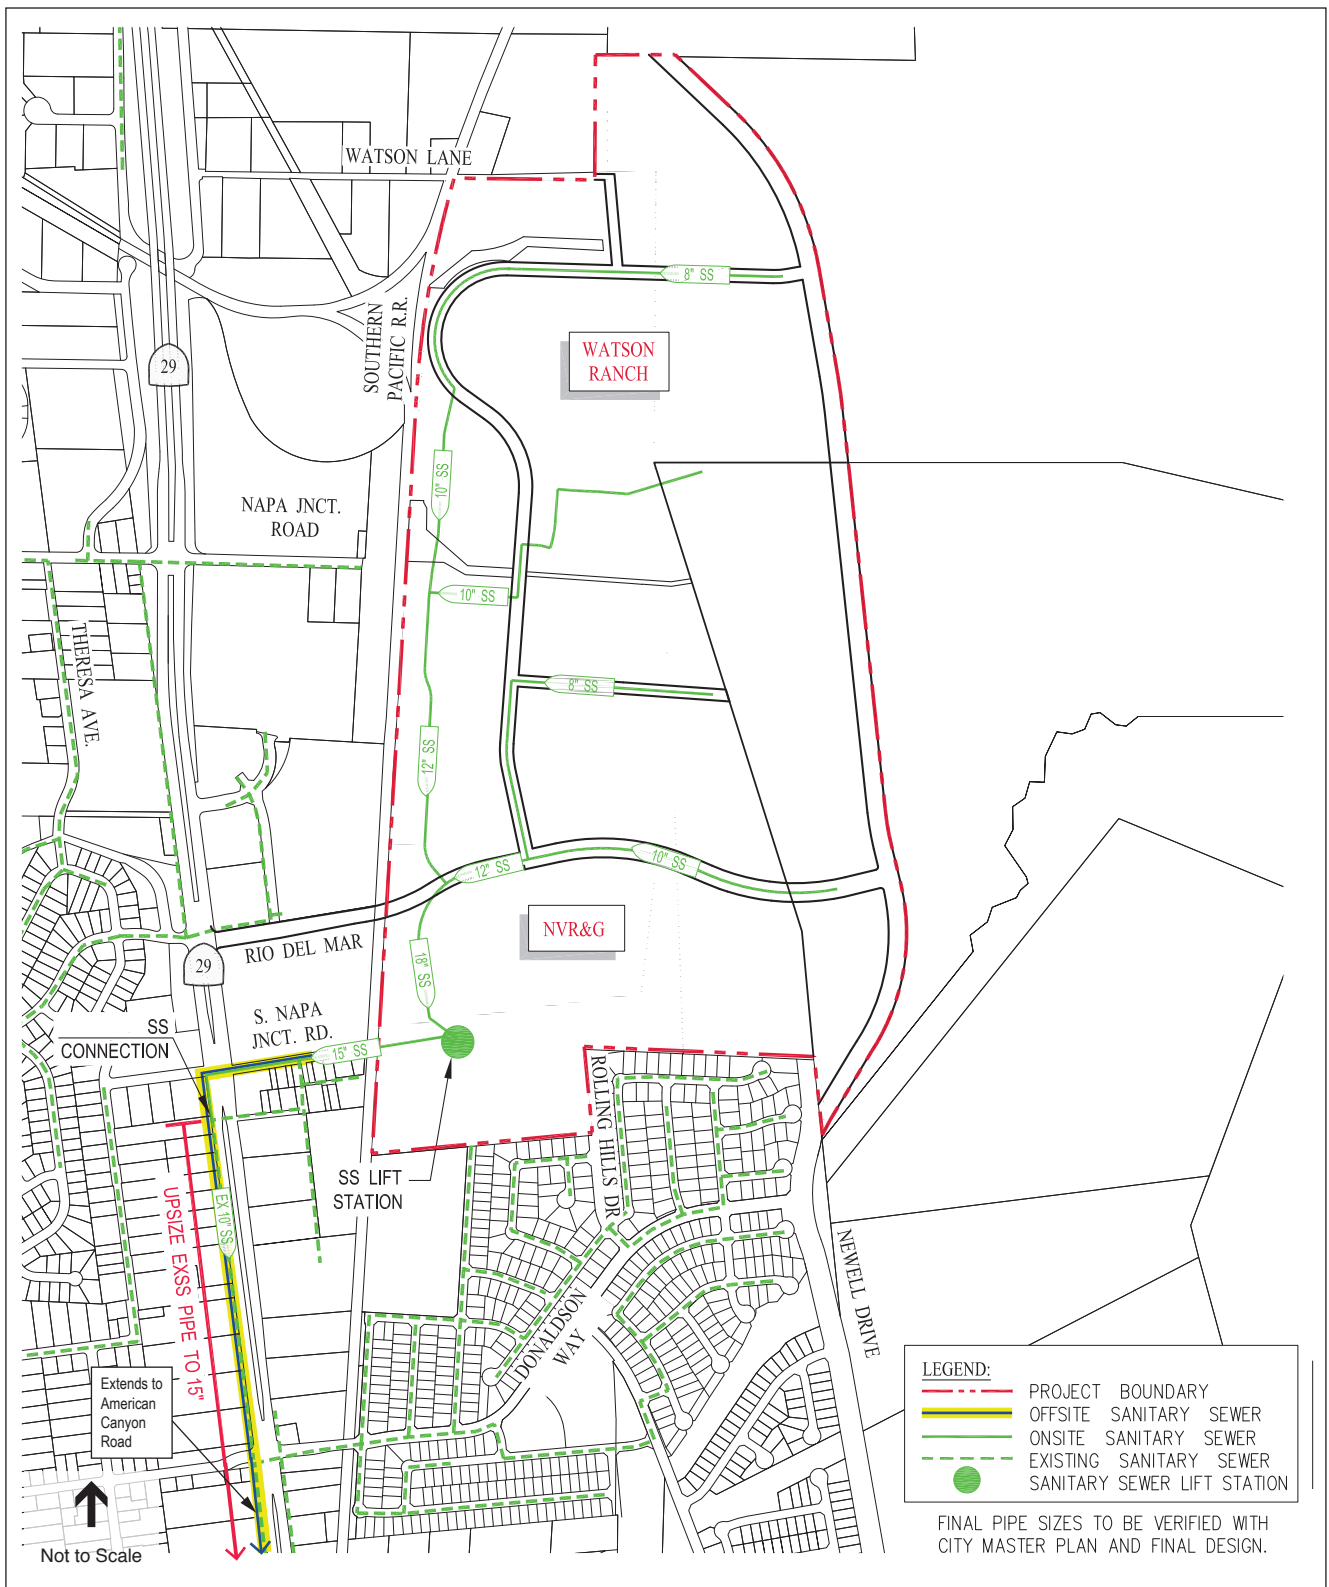 WATSON LANE
8" SS
SOUTHERN
PACIFIC R.R.
29
WATSON
RANCH
10" SS
NAPA JNCT.
ROAD
10" SS
THERESA AVE.
8" SS
12" SS
12" SS
10" SS
NVR&G
RIO DEL MAR
29
18" SS
S. NAPA
JNCT. RD.
SS
CONNECTION
15" SS
ROLLING HILLS DR
SS LIFT
STATION
UPSIZE EXSS PIPE TO 15"
EX 10" SS
NEWELL DRIVE
DONALDSON
WAY
Extends to
American
Canyon
Road
Not to Scale
LEGEND:
PROJECT BOUNDARY
OFFSITE SANITARY SEWER
ONSITE SANITARY SEWER
EXISTING SANITARY SEWER
SANITARY SEWER LIFT STATION
FINAL PIPE SIZES TO BE VERIFIED WITH
CITY MASTER PLAN AND FINAL DESIGN.